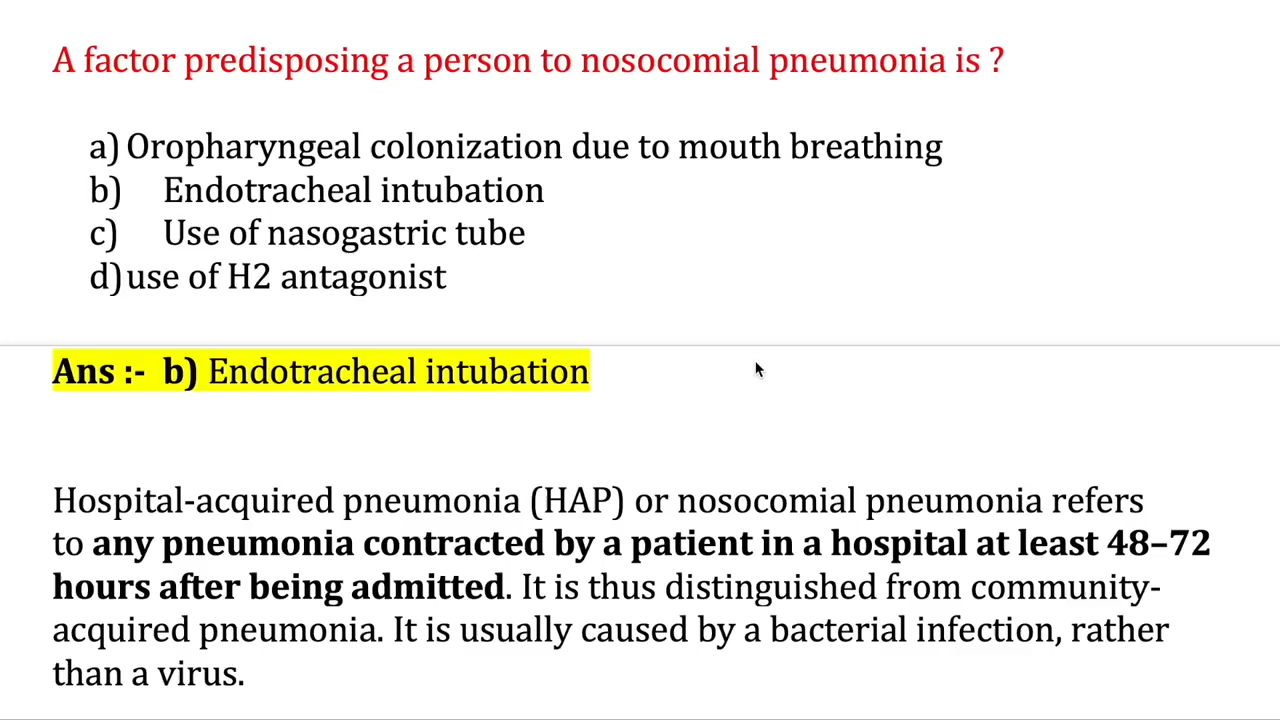 A factor predisposing a person to nosocomial pneumonia is ?
a) Oropharyngeal colonization due to mouth breathing
b) Endotracheal intubation
c) Use of nasogastric tube
d) use of H2 antagonist
Ans :- b) Endotracheal intubation
Hospital-acquired pneumonia (HAP) or nosocomial pneumonia refers
to any pneumonia contracted by a patient in a hospital at least 48–72
hours after being admitted. It is thus distinguished from community-
acquired pneumonia. It is usually caused by a bacterial infection, rather
than a virus.